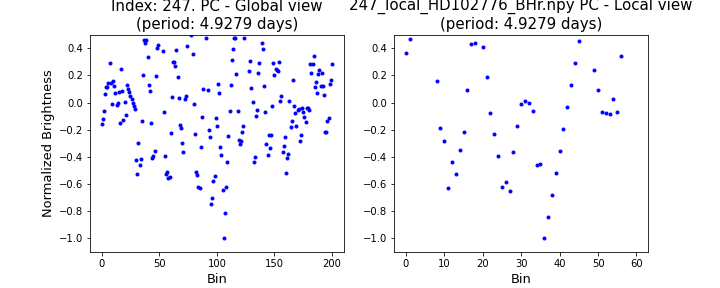 Index: 247. PC - Global view
(period: 4.9279 days)
247_local_HD102776_BHr.npy PC - Local view
(period: 4.9279 days)
Normalized Brightness
0.4
0.2
0.0
−0.2
−0.4
−0.6
−0.8
−1.0
0 50 100 150 200
Bin
0.4
0.2
0.0
−0.2
−0.4
−0.6
−0.8
−1.0
0 10 20 30 40 50 60
Bin